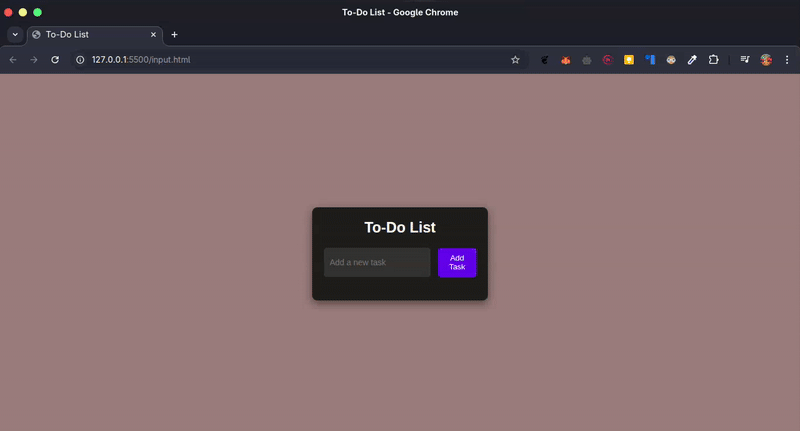 To-Do List - Google Chrome
To-Do List
127.0.0.1:5500/input.html
To-Do List
Add a new task
Add
Task